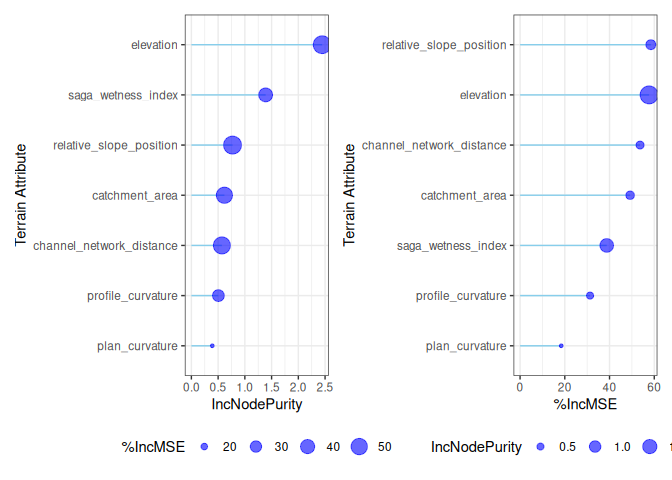 Terrain Attribute
elevation
saga_wetness_index
relative_slope_position
catchment_area
channel_network_distance
profile_curvature
plan_curvature
0.0 0.5 1.0 1.5 2.0 2.5
IncNodePurity
%IncMSE 20 30 40 50
Terrain Attribute
relative_slope_position
elevation
channel_network_distance
catchment_area
saga_wetness_index
profile_curvature
plan_curvature
0 20 40 60
%IncMSE
IncNodePurity 0.5 1.0